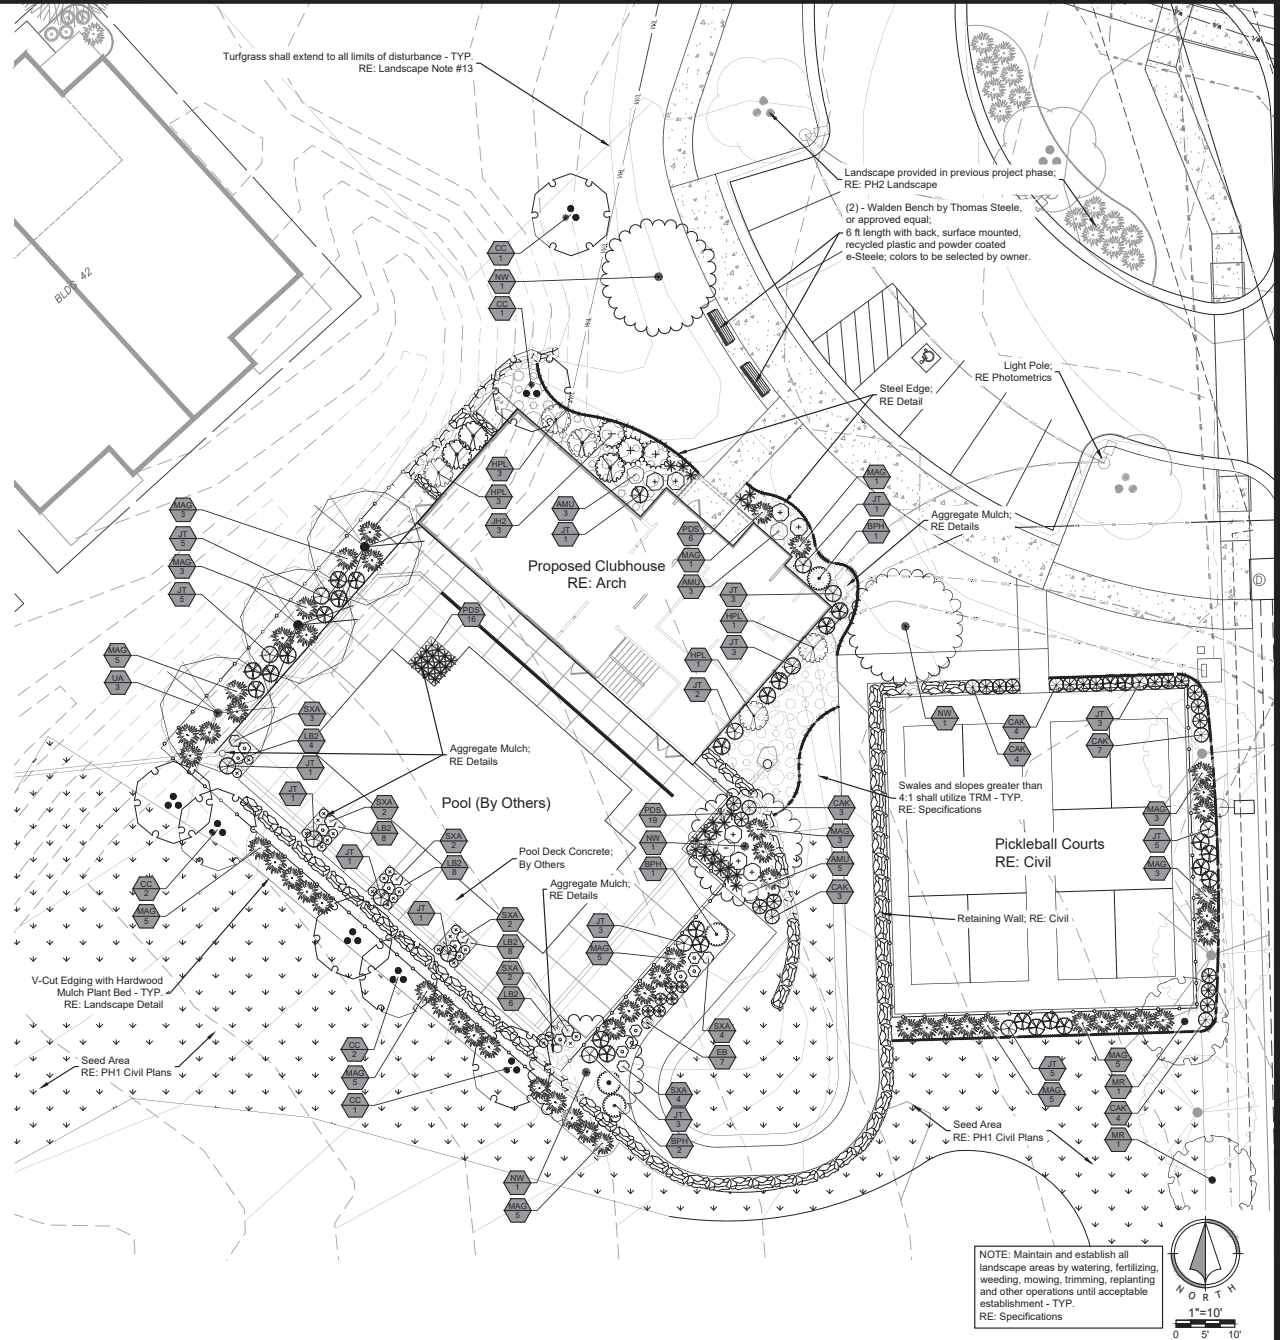 Turfgrass shall extend to all limits of disturbance - TYP.
RE: Landscape Note #13
Landscape provided in previous project phase;
RE: PH2 Landscape
(2) - Walden Bench by Thomas Steele,
or approved equal;
6 ft length with back, surface mounted,
recycled plastic and powder coated
e-Steele; colors to be selected by owner.
BLDG 42
CC
1
NW
1
CC
1
Light Pole;
RE Photometrics
Steel Edge;
RE Detail
HPL
3
HPL
3
JH2
3
AMU
3
JT
1
MAG
1
JT
1
BPH
1
Aggregate Mulch;
RE Details
MAG
3
JT
5
MAG
3
JT
5
PDS
6
MAG
1
AMU
3
Proposed Clubhouse
RE: Arch
JT
3
HPL
1
JT
3
PDS
16
MAG
5
UA
3
HPL
1
JT
2
SXA
3
LB2
4
JT
1
NW
1
CAK
4
CAK
4
JT
3
CAK
7
Aggregate Mulch;
RE Details
Pool (By Others)
JT
1
SXA
2
LB2
8
Swales and slopes greater than
4:1 shall utilize TRM - TYP.
RE: Specifications
PDS
19
NW
1
BPH
1
CAK
3
MAG
3
AMU
5
CAK
3
MAG
3
JT
5
MAG
3
Pickleball Courts
RE: Civil
JT
1
SXA
2
LB2
8
Pool Deck Concrete;
By Others
Aggregate Mulch;
RE Details
CC
2
MAG
5
JT
1
SXA
2
LB2
8
SXA
2
LB2
6
JT
3
MAG
5
Retaining Wall; RE: Civil
V-Cut Edging with Hardwood
Mulch Plant Bed - TYP.
RE: Landscape Detail
SXA
4
EB
7
CC
2
MAG
5
CC
1
Seed Area
RE: PH1 Civil Plans
JT
5
MAG
5
MAG
5
MR
1
CAK
4
MR
1
SXA
4
JT
3
BPH
2
Seed Area
RE: PH1 Civil Plans
NW
1
MAG
5
NOTE: Maintain and establish all
landscape areas by watering, fertilizing,
weeding, mowing, trimming, replanting
and other operations until acceptable
establishment - TYP.
RE: Specifications
NORTH
1"=10'
0 5' 10'